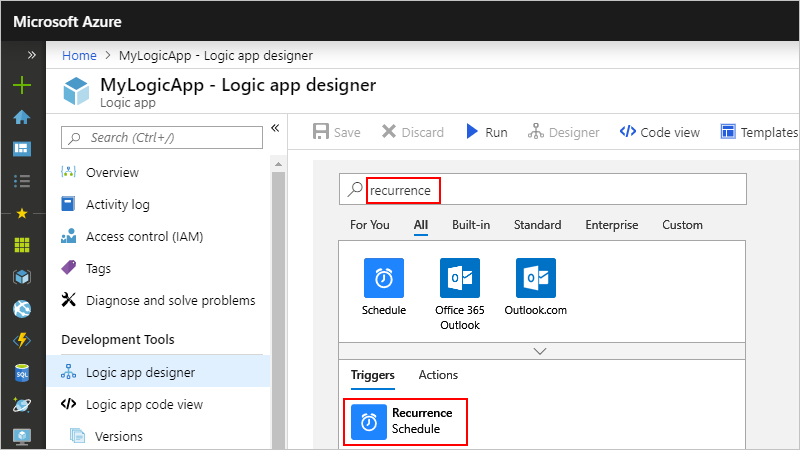 Microsoft Azure
Home > MyLogicApp - Logic app designer
MyLogicApp - Logic app designer
Logic app
Search (Ctrl+/)
Overview
Activity log
Access control (IAM)
Tags
Diagnose and solve problems
Development Tools
Logic app designer
Logic app code view
Versions
Save
Discard
Run
Designer
Code view
Templates
recurrence
For You
All
Built-in
Standard
Enterprise
Custom
Schedule
Office 365
Outlook
Outlook.com
Triggers
Actions
Recurrence
Schedule
SQL